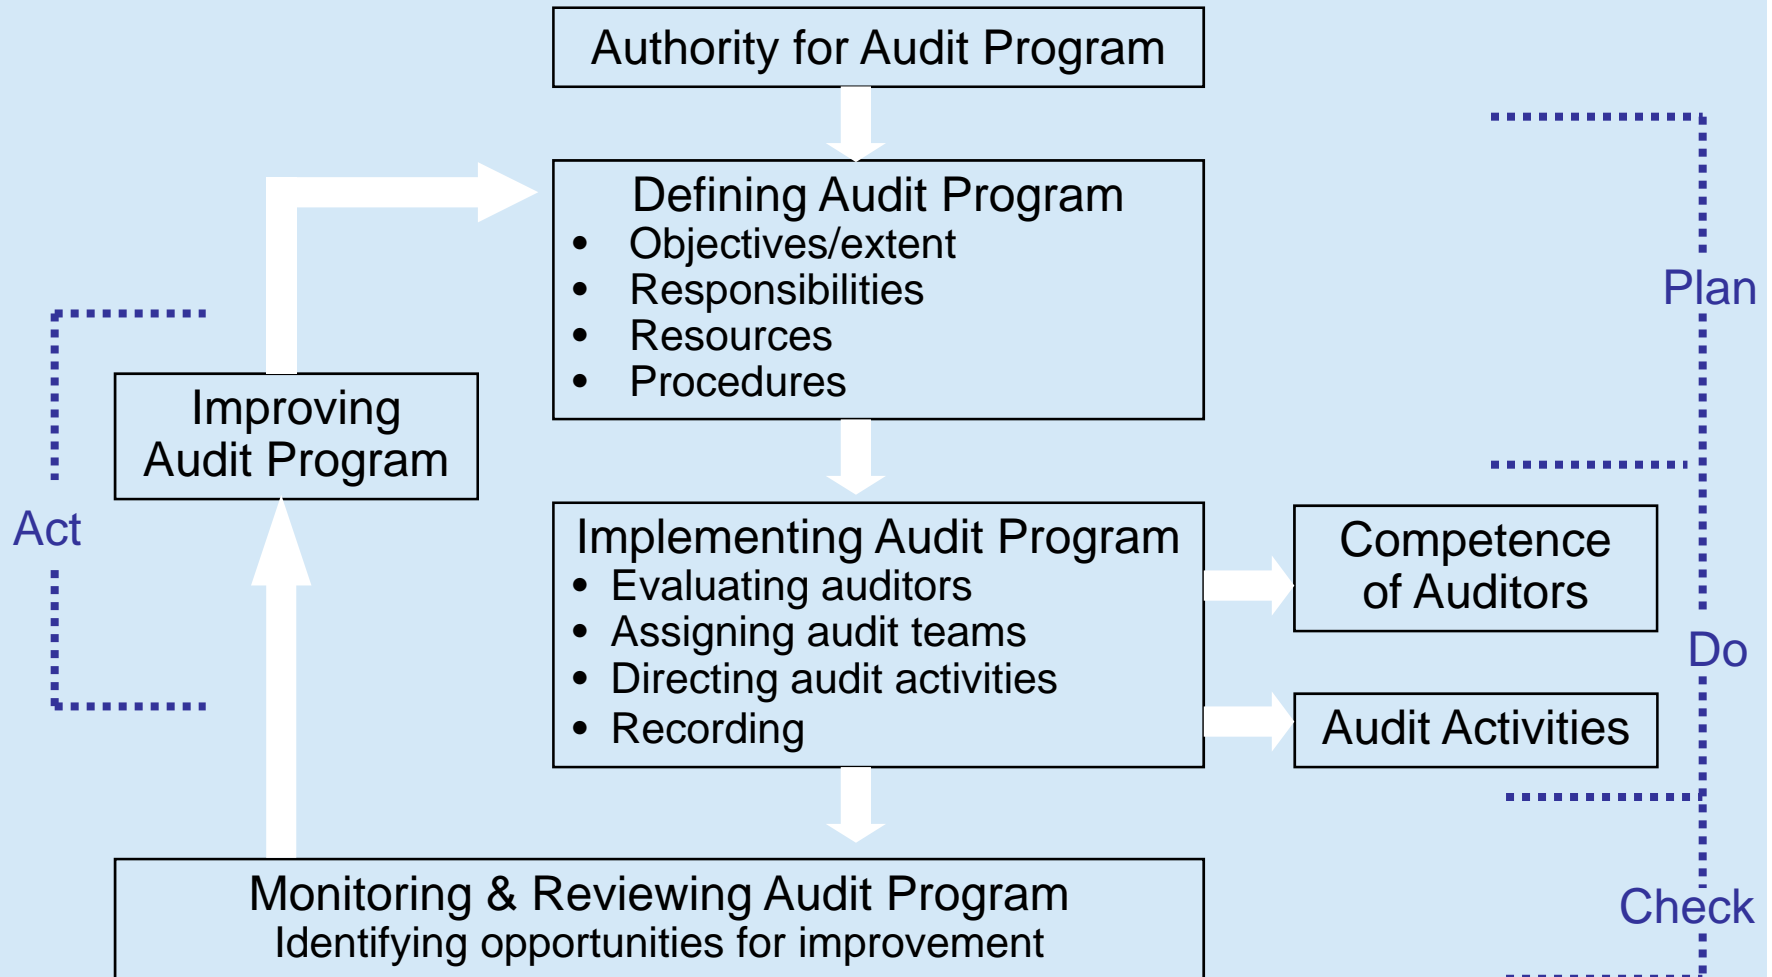 Authority for Audit Program
Defining Audit Program
• Objectives/extent
• Responsibilities
• Resources
• Procedures
Plan
Improving
Audit Program
Act
Implementing Audit Program
• Evaluating auditors
• Assigning audit teams
• Directing audit activities
• Recording
Competence
of Auditors
Do
Audit Activities
Monitoring & Reviewing Audit Program
Identifying opportunities for improvement
Check